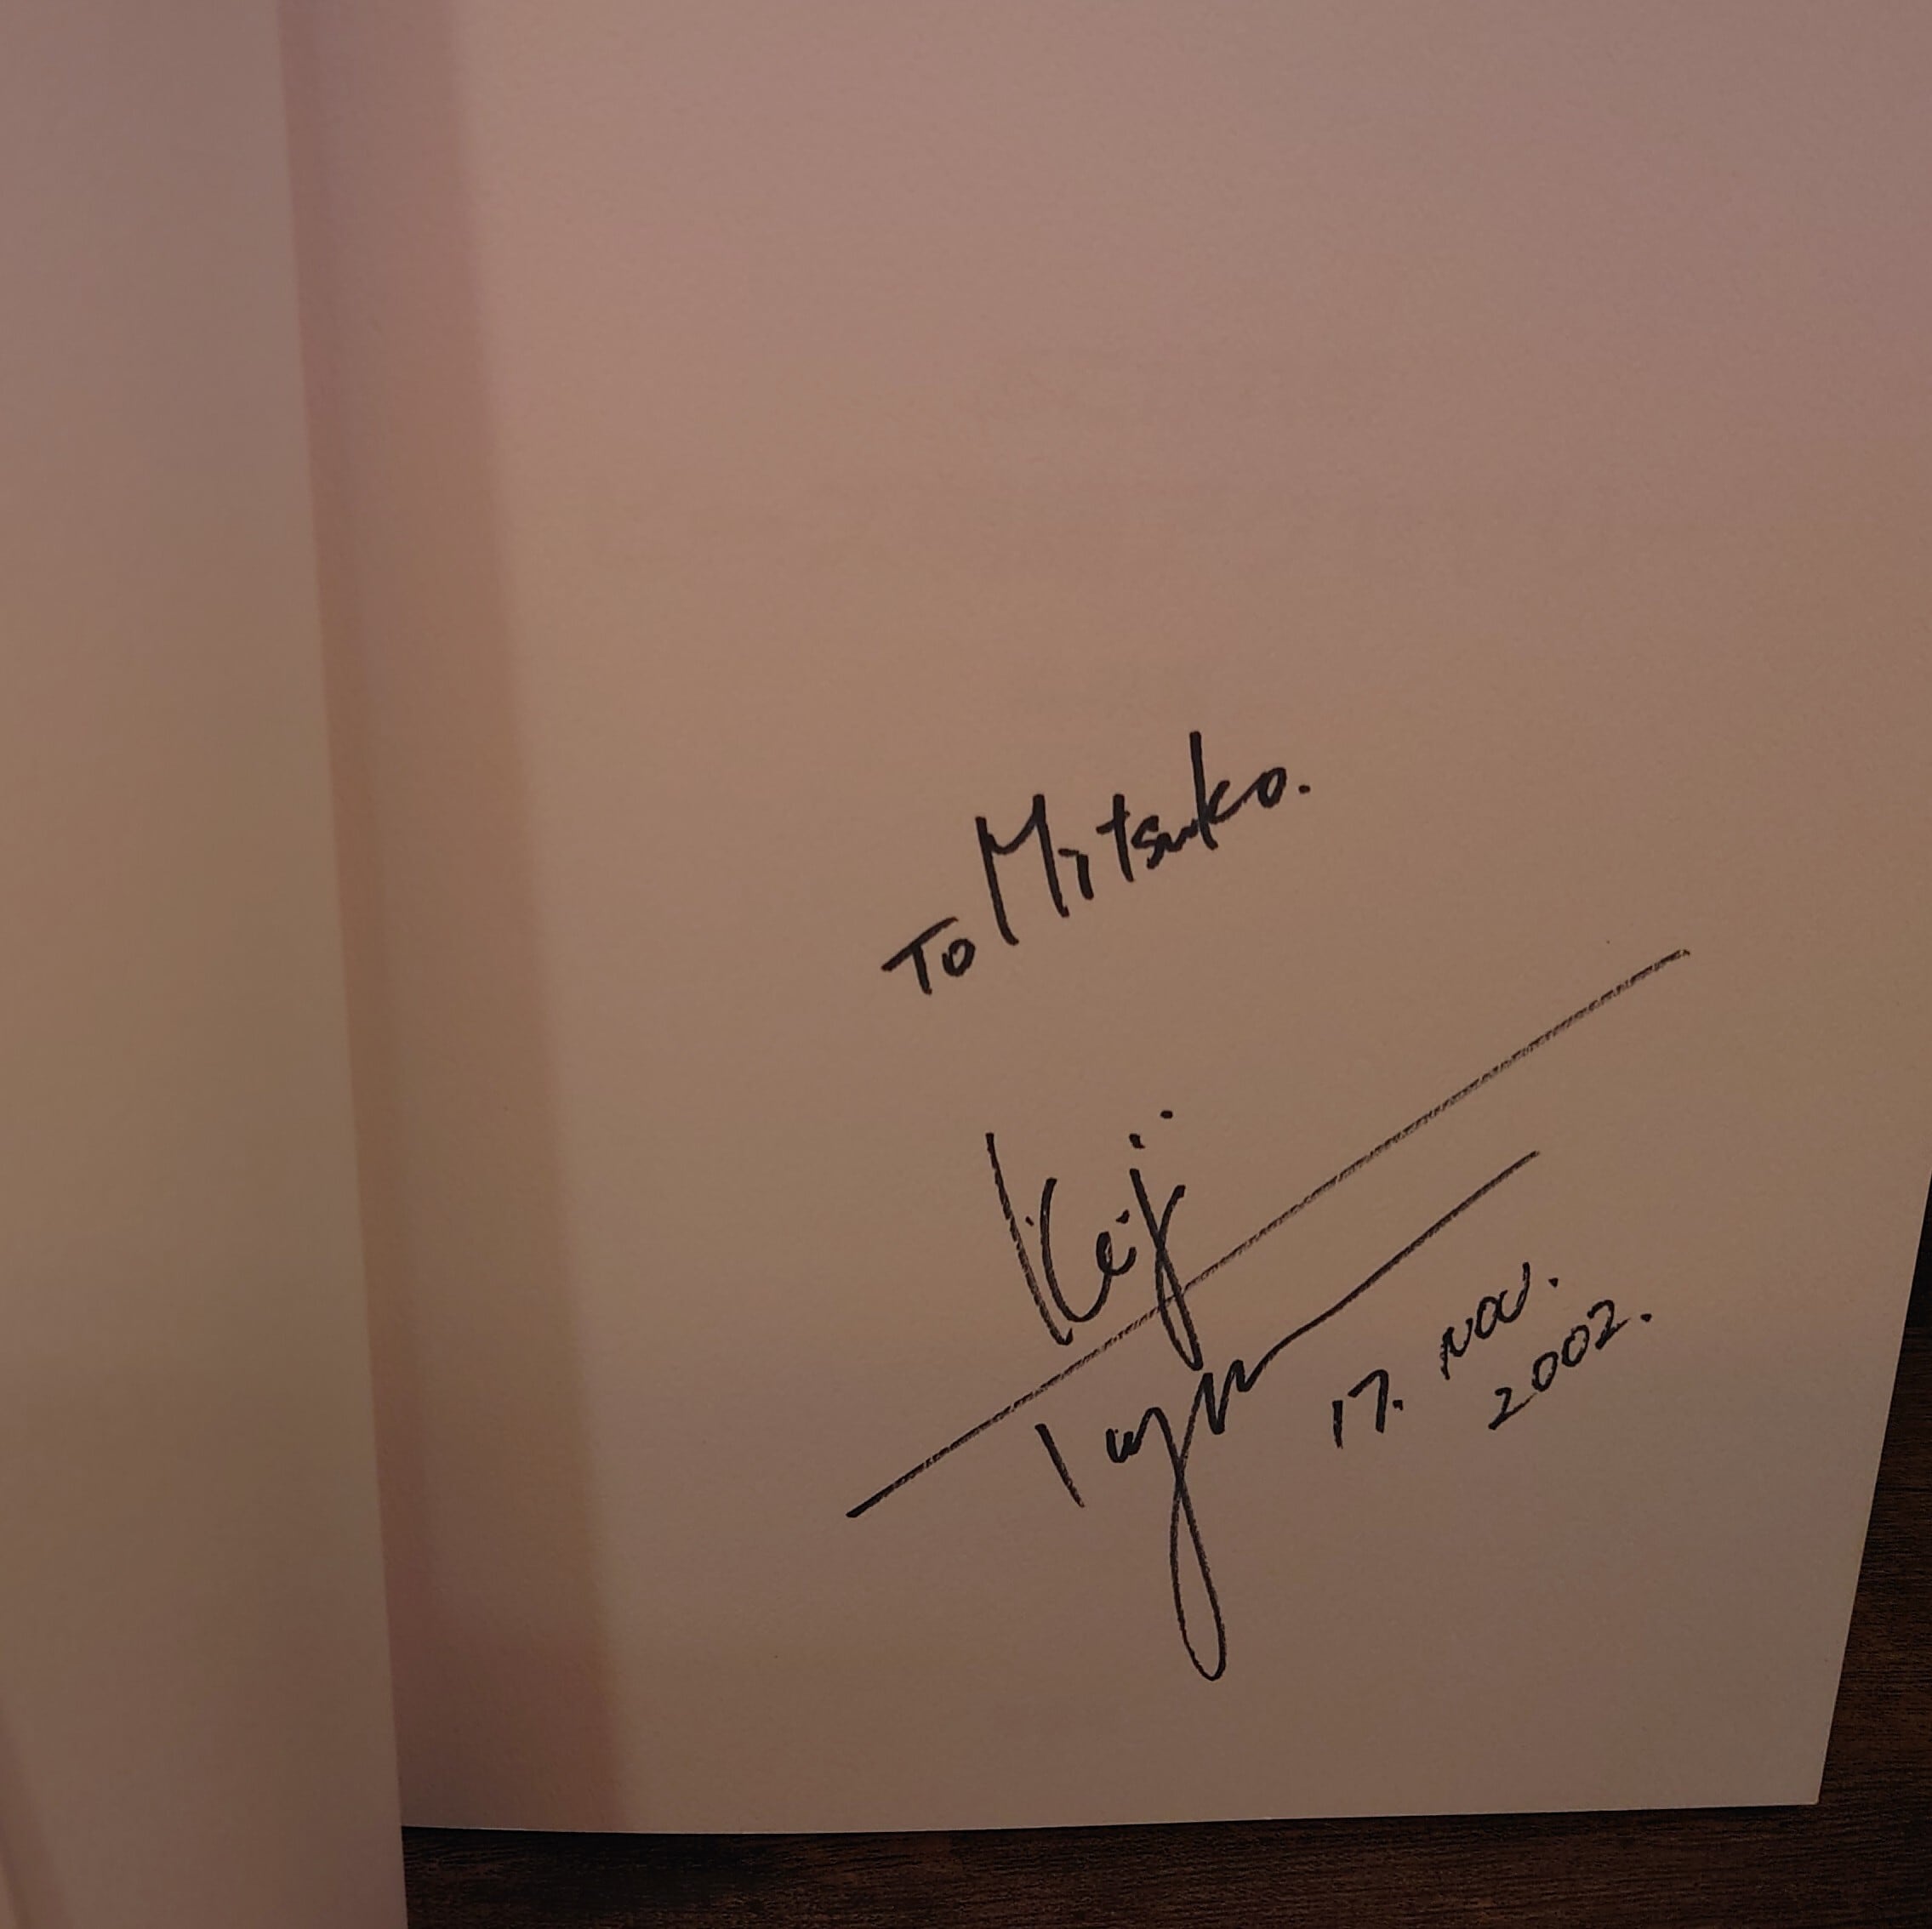 To Mitsuko.
Keiji
17. Nov.
2002.